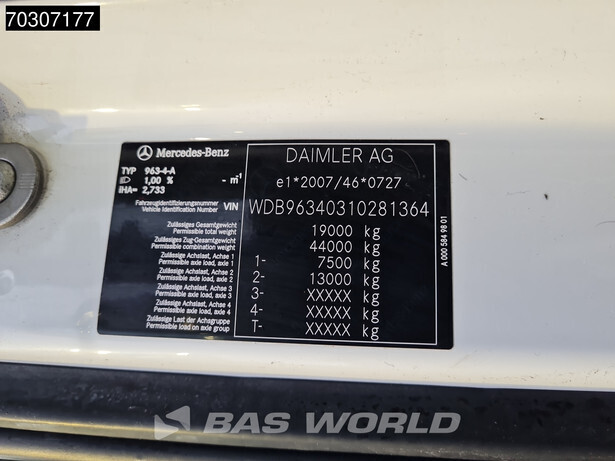 70307177
Mercedes-Benz
DAIMLER AG
TYP 963-4-A
1,00 % - m-1
e1*2007/46*0727
IHA= 2,733
Fahrzeugidentifizierungsnummer
Vehicle Identification Number VIN WDB96340310281364
Zulässiges Gesamtgewicht
Permissible total weight 19000 kg
Zulässiges Zug-Gesamtgewicht
Permissible combination weight 44000 kg
Zulässige Achslast, Achse 1
Permissible axle load, axle 1 1- 7500 kg
Zulässige Achslast, Achse 2
Permissible axle load, axle 2 2- 13000 kg
Zulässige Achslast, Achse 3
Permissible axle load, axle 3 3- XXXXX kg
Zulässige Achslast, Achse 4
Permissible axle load, axle 4 4- XXXXX kg
Zulässige Last der Achsgruppe
Permissible load on axle group T- XXXXX kg
A 000 584 98 01
BAS WORLD